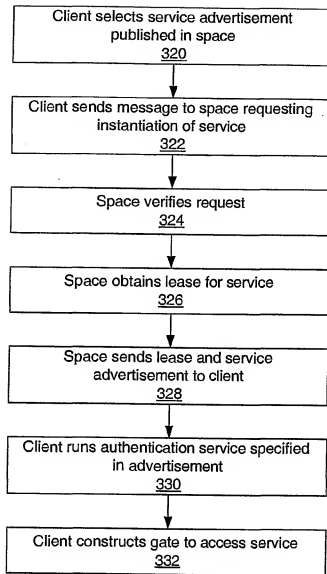 Client selects service advertisement
published in space
320
Client sends message to space requesting
instantiation of service
322
Space verifies request
324
Space obtains lease for service
326
Space sends lease and service
advertisement to client
328
Client runs authentication service specified
in advertisement
330
Client constructs gate to access service
332